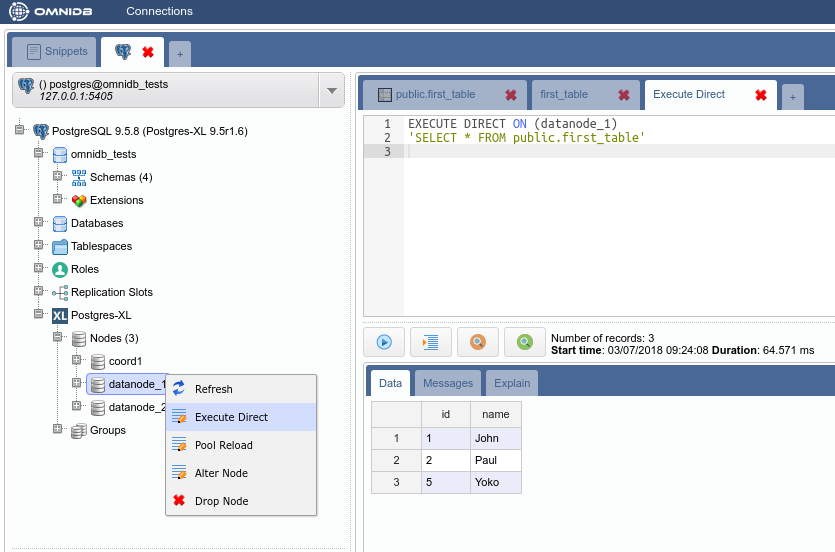 OMNIDB Connections
Snippets
+
() postgres@omnidb_tests
127.0.0.1:5405
PostgreSQL 9.5.8 (Postgres-XL 9.5r1.6)
omnidb_tests
Schemas (4)
Extensions
Databases
Tablespaces
Roles
Replication Slots
XL Postgres-XL
Nodes (3)
coord1
datanode_1
datanode_2
Groups
Refresh
Execute Direct
Pool Reload
Alter Node
Drop Node
public.first_table
first_table
Execute Direct
+
1 EXECUTE DIRECT ON (datanode_1)
2 'SELECT * FROM public.first_table'
3
Number of records: 3
Start time: 03/07/2018 09:24:08 Duration: 64.571 ms
Data Messages Explain
id name
1 1 John
2 2 Paul
3 5 Yoko